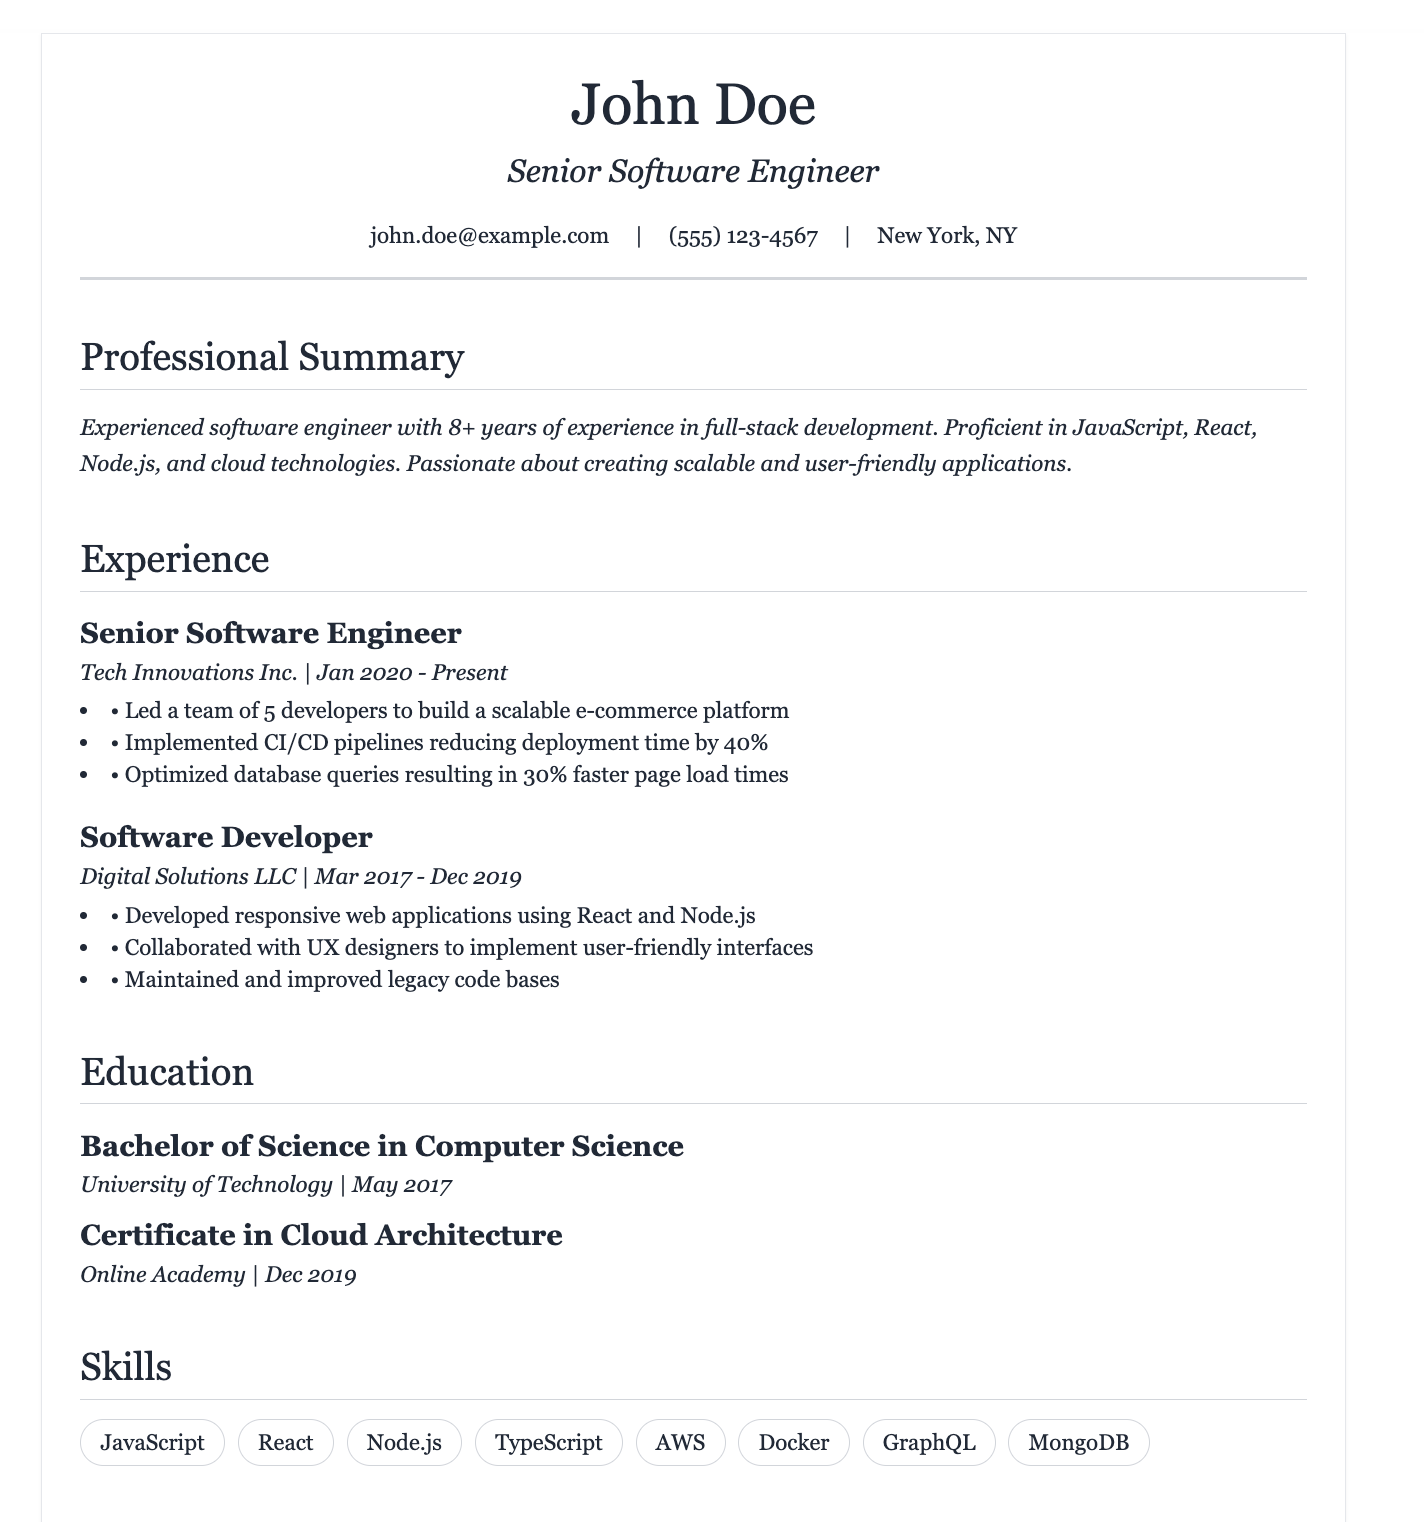 John Doe
Senior Software Engineer
john.doe@example.com | (555) 123-4567 | New York, NY
Professional Summary
Experienced software engineer with 8+ years of experience in full-stack development. Proficient in JavaScript, React,
Node.js, and cloud technologies. Passionate about creating scalable and user-friendly applications.
Experience
Senior Software Engineer
Tech Innovations Inc. | Jan 2020 - Present
• • Led a team of 5 developers to build a scalable e-commerce platform
• • Implemented CI/CD pipelines reducing deployment time by 40%
• • Optimized database queries resulting in 30% faster page load times
Software Developer
Digital Solutions LLC | Mar 2017 - Dec 2019
• • Developed responsive web applications using React and Node.js
• • Collaborated with UX designers to implement user-friendly interfaces
• • Maintained and improved legacy code bases
Education
Bachelor of Science in Computer Science
University of Technology | May 2017
Certificate in Cloud Architecture
Online Academy | Dec 2019
Skills
JavaScript React Node.js TypeScript AWS Docker GraphQL MongoDB